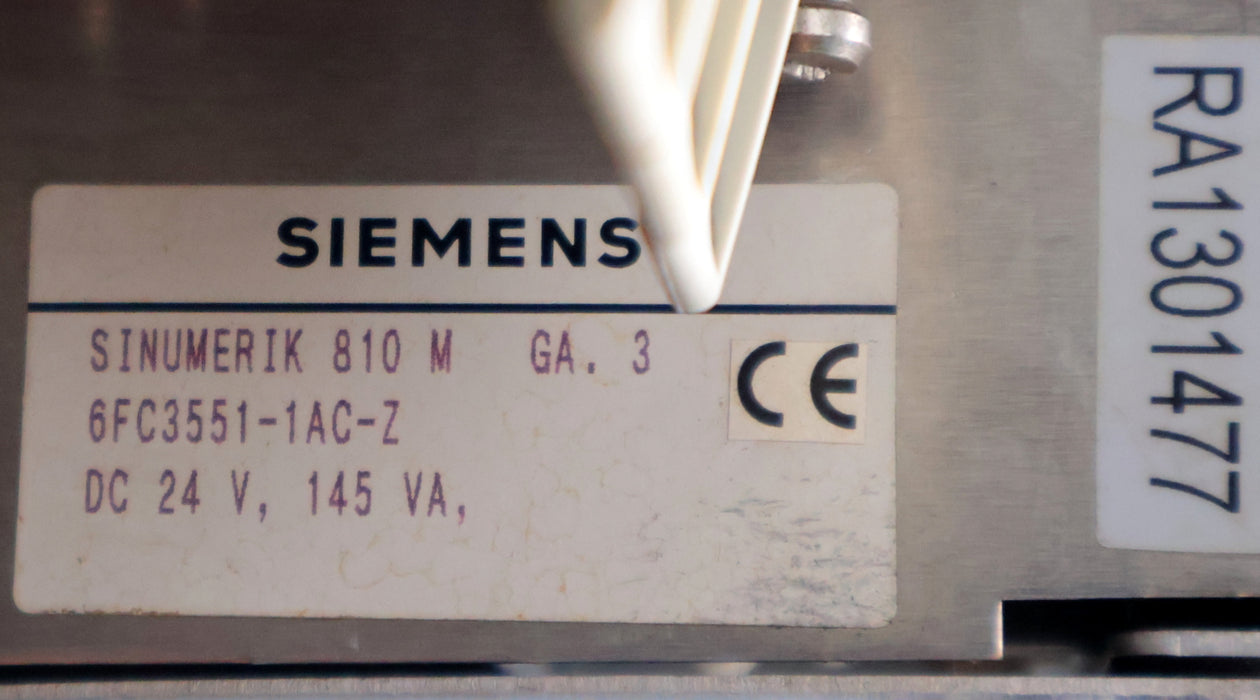 SIEMENS
SINUMERIK 810 M GA. 3
6FC3551-1AC-Z
DC 24 V, 145 VA,
CE
RA1301477